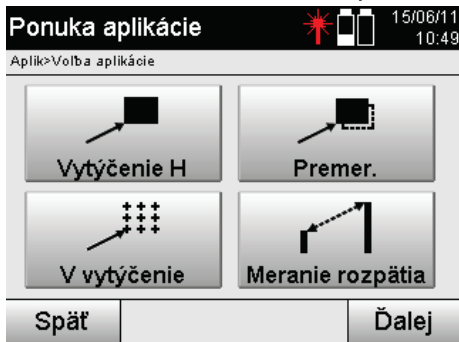 Ponuka aplikácie
15/06/11
10:49
Aplik>Voľba aplikácie
Vytýčenie H
Premer.
V vytýčenie
Meranie rozpätia
Späť
Ďalej